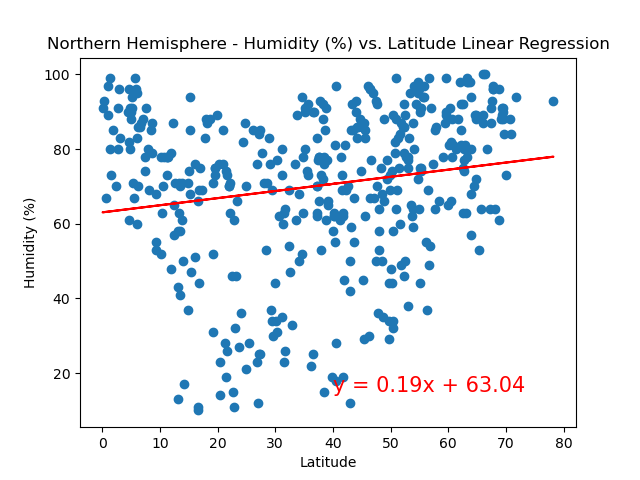 Northern Hemisphere - Humidity (%) vs. Latitude Linear Regression
100
80
60
40
20
Humidity (%)
y = 0.19x + 63.04
0 10 20 30 40 50 60 70 80
Latitude